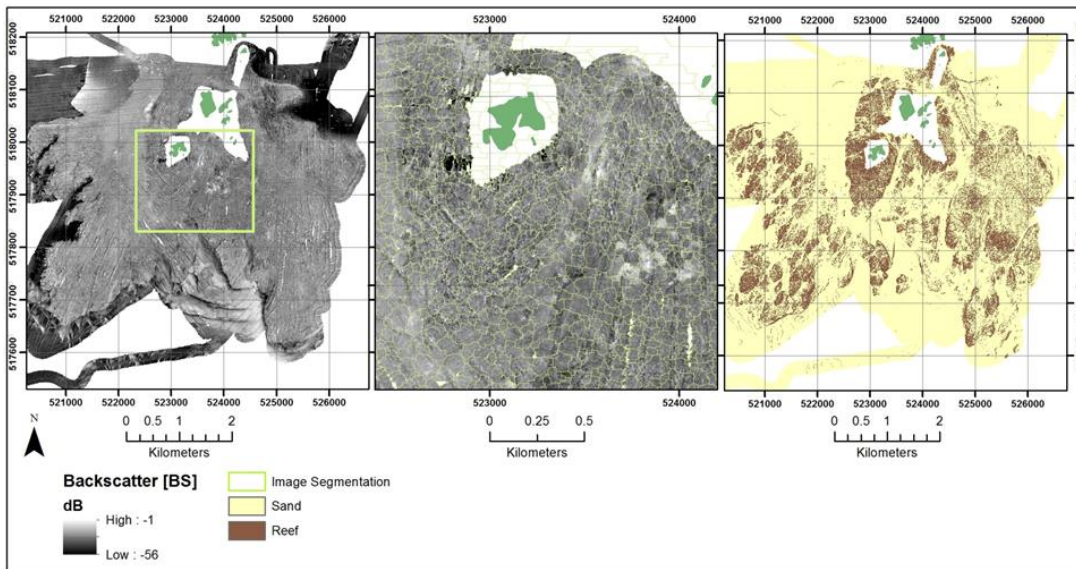 521000 522000 523000 524000 525000 526000
523000 524000
521000 522000 523000 524000 525000 526000
518200
518100
518000
517900
517800
517700
517600
521000 522000 523000 524000 525000 526000
523000 524000
521000 522000 523000 524000 525000 526000
N
0 0.5 1 2
Kilometers
0 0.25 0.5
Kilometers
0 0.5 1 2
Kilometers
Backscatter [BS]
dB
High : -1
Low : -56
Image Segmentation
Sand
Reef